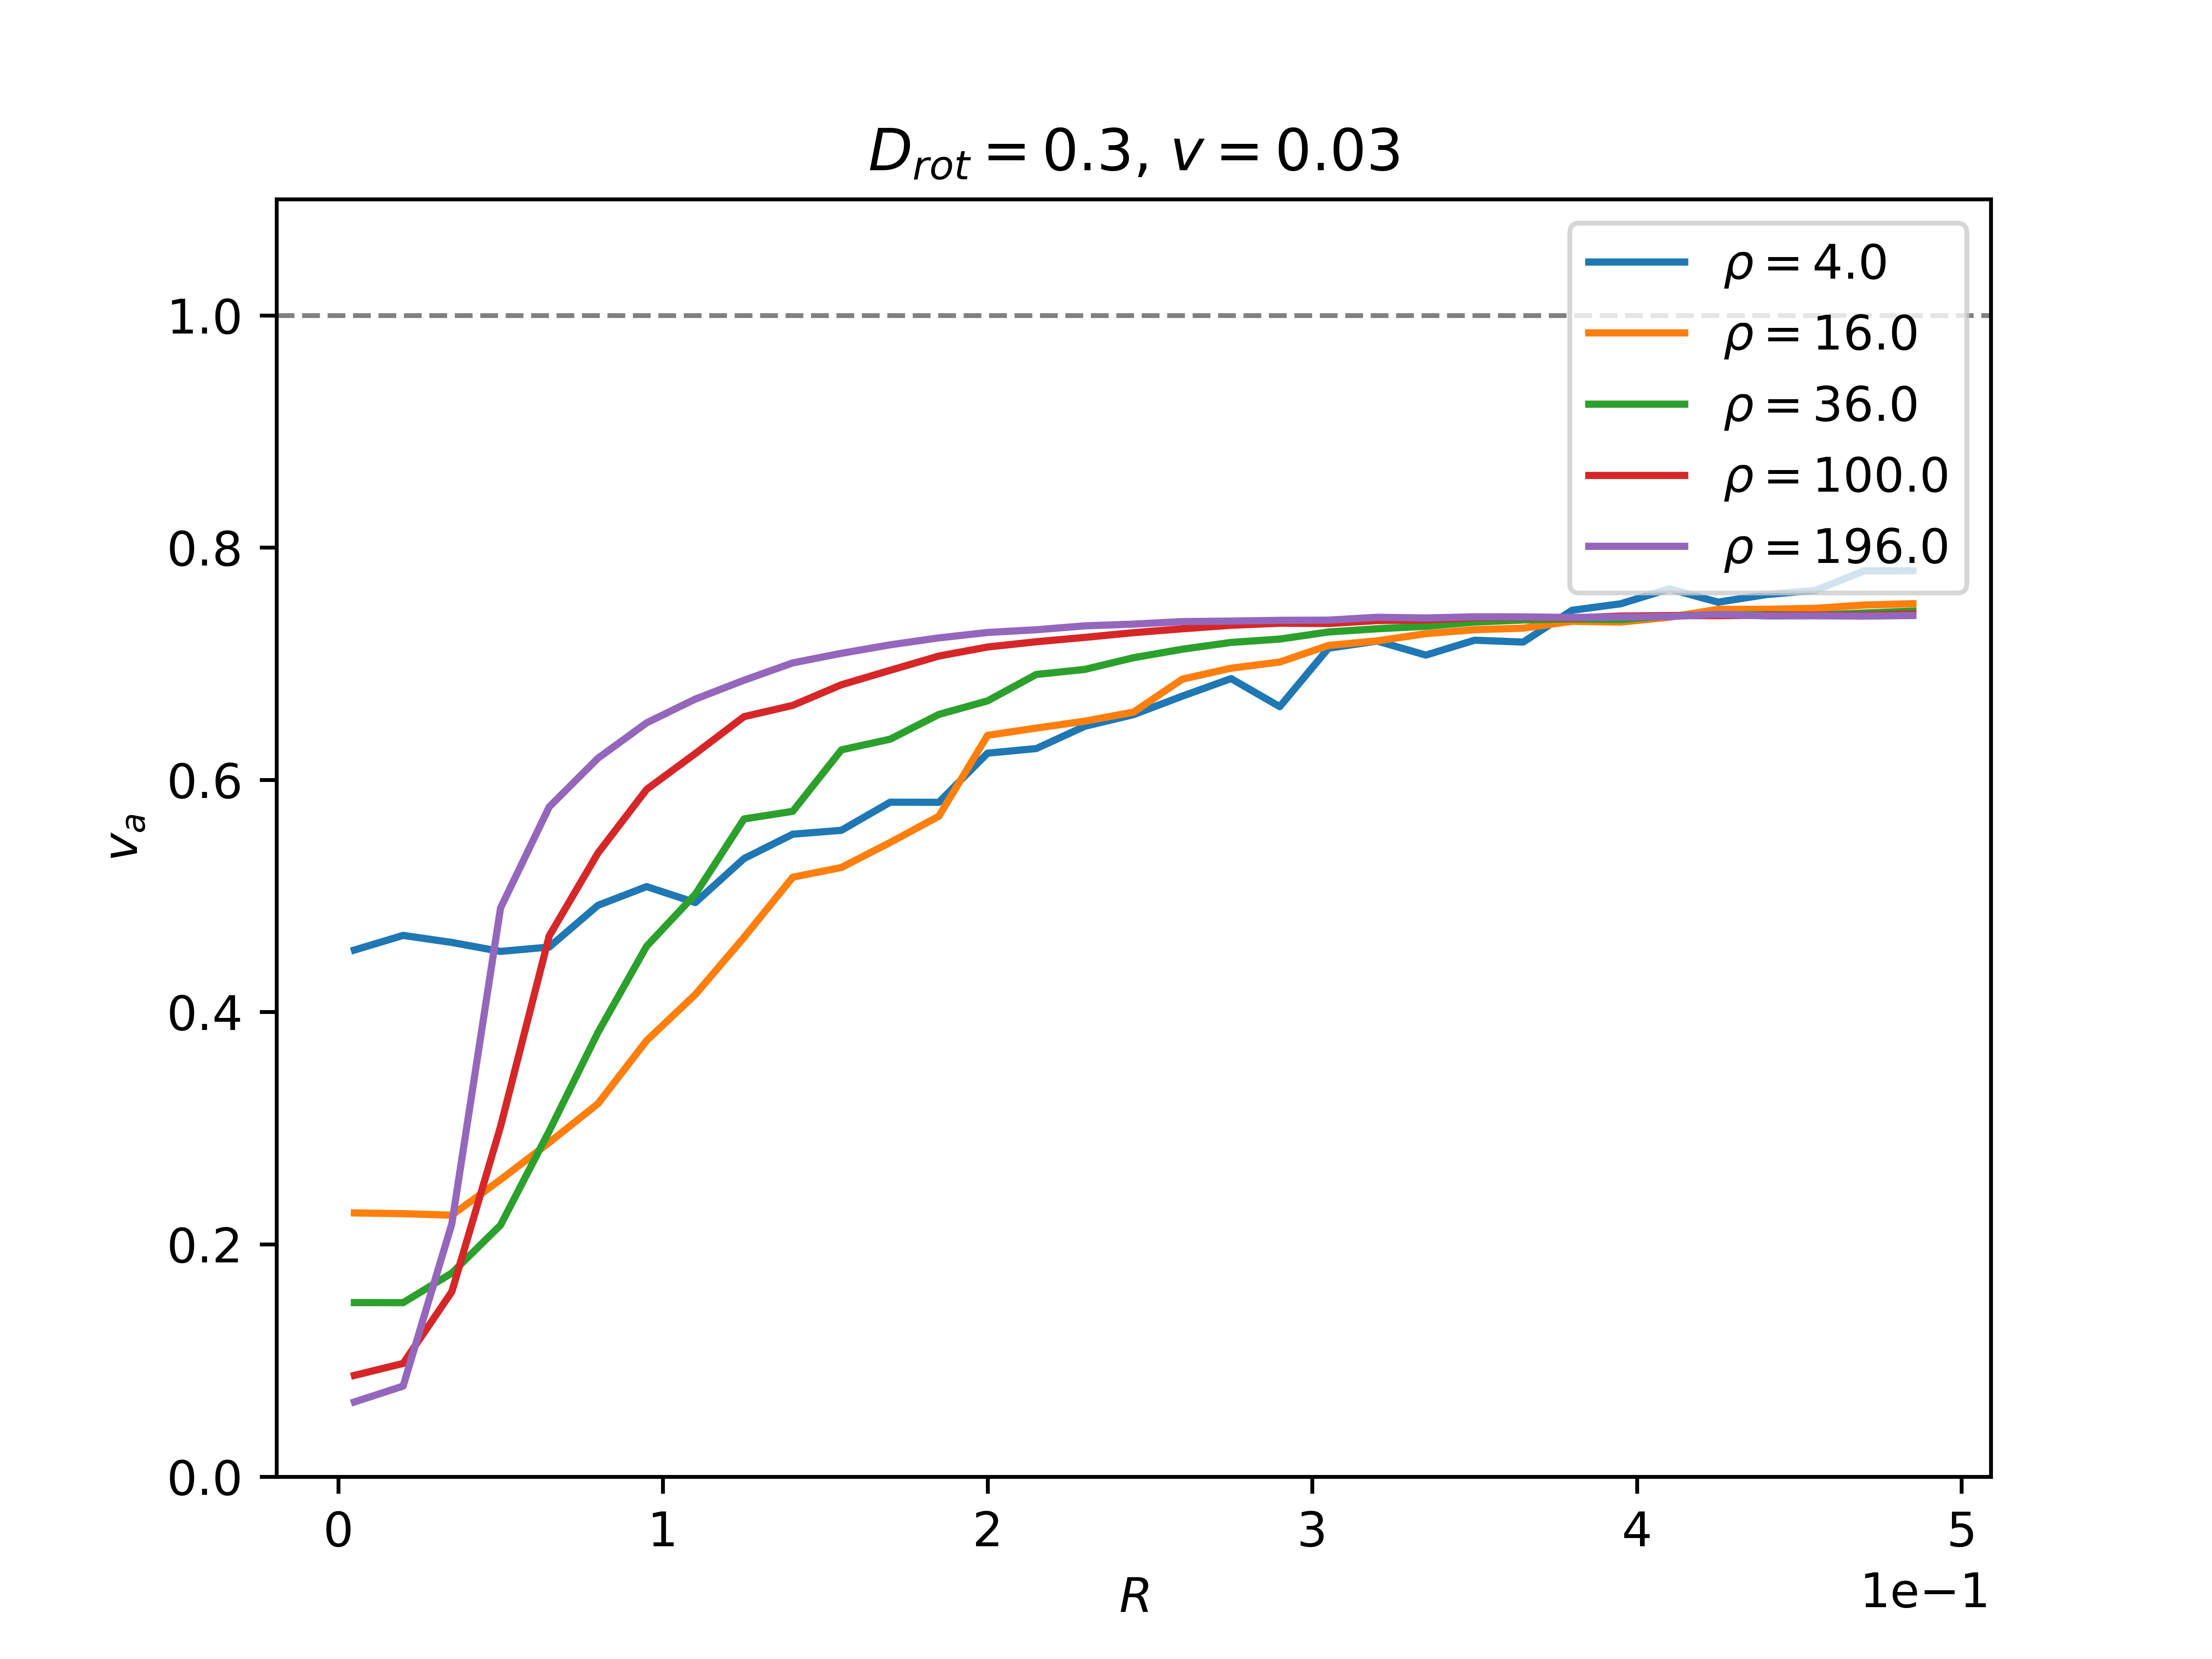 D_rot = 0.3, v = 0.03
1.0
0.8
0.6
0.4
0.2
0.0
v_a
ρ = 4.0
ρ = 16.0
ρ = 36.0
ρ = 100.0
ρ = 196.0
0 1 2 3 4 5
R
1e−1